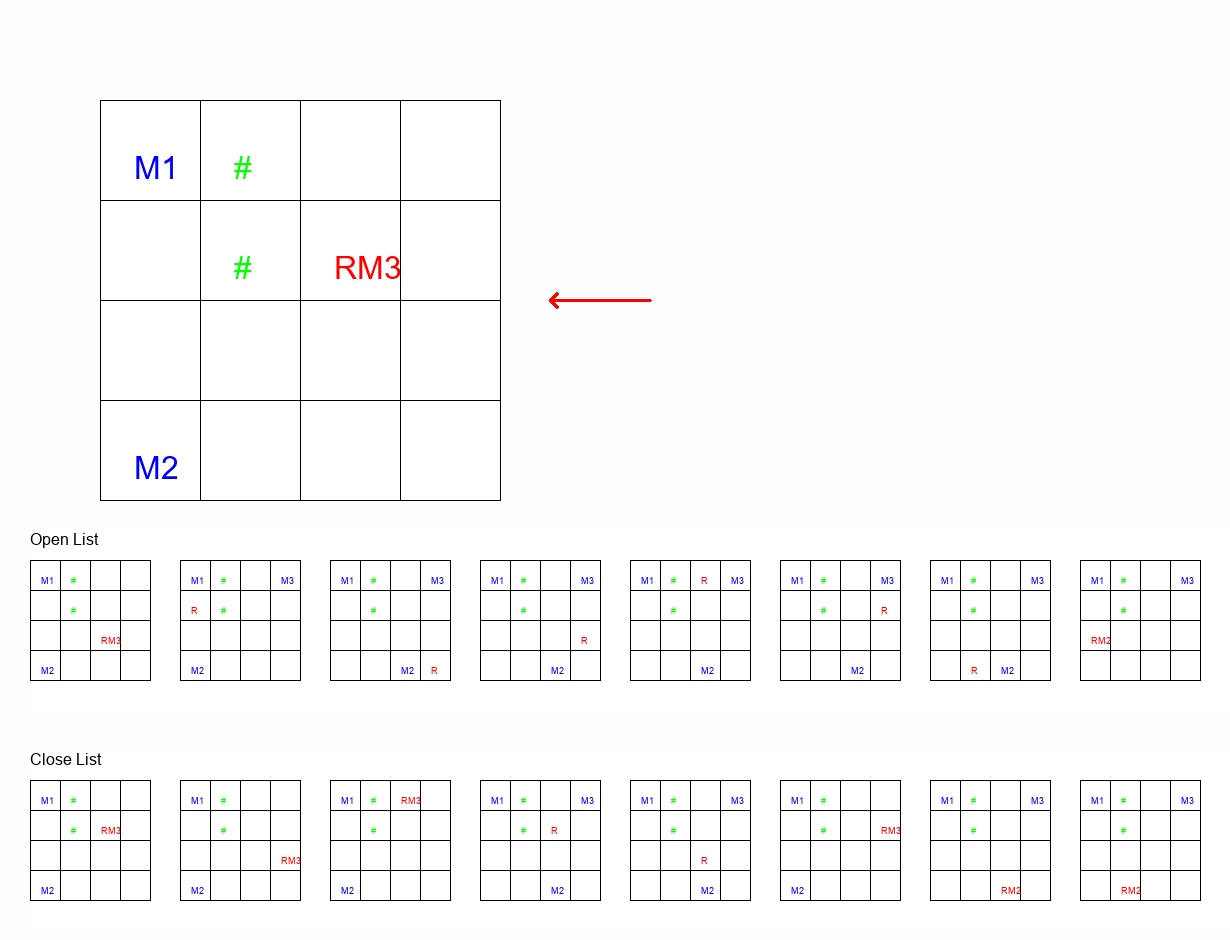 M1 #
# RM3
M2
Open List
M1 # M1 # M3 M1 # M3 M1 # M3 M1 # R M3 M1 # M3 M1 # M3 M1 # M3
# R # # # # # R # #
RM3 R RM2
M2 M2 M2 R M2 M2 M2 R M2
Close List
M1 # M1 # M1 # RM3 M1 # M3 M1 # M3 M1 # M1 # M3 M1 # M3
# RM3 # # # R # # RM3 # #
RM3 R
M2 M2 M2 M2 M2 M2 RM2 RM2